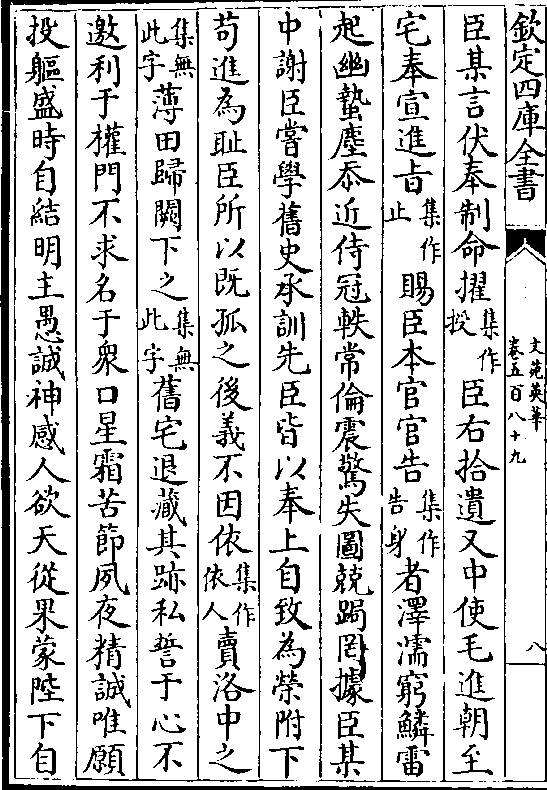 欽定四庫全書
文苑英華
卷五百八十九
八
臣某言伏奉制命擢集作授臣右拾遺又中使毛進朝至
宅奉宣進旨集作止賜臣本官官告集作告身者澤濡窮鱗雷
起幽蟄塵忝近侍冠軼常倫震驚失圖兢跼罔據臣某
中謝臣嘗學舊史承訓先臣皆以奉上自致為榮附下
苟進為恥臣所以既孤之後義不因依集作依人賣洛中之
集無此字薄田歸闕下之集無此字舊宅退藏其跡私誓于心不
邀利于權門不求名于衆口星霜苦節夙夜精誠唯願
投軀盛時自結明主愚誠神感人欲天從果蒙陛下自